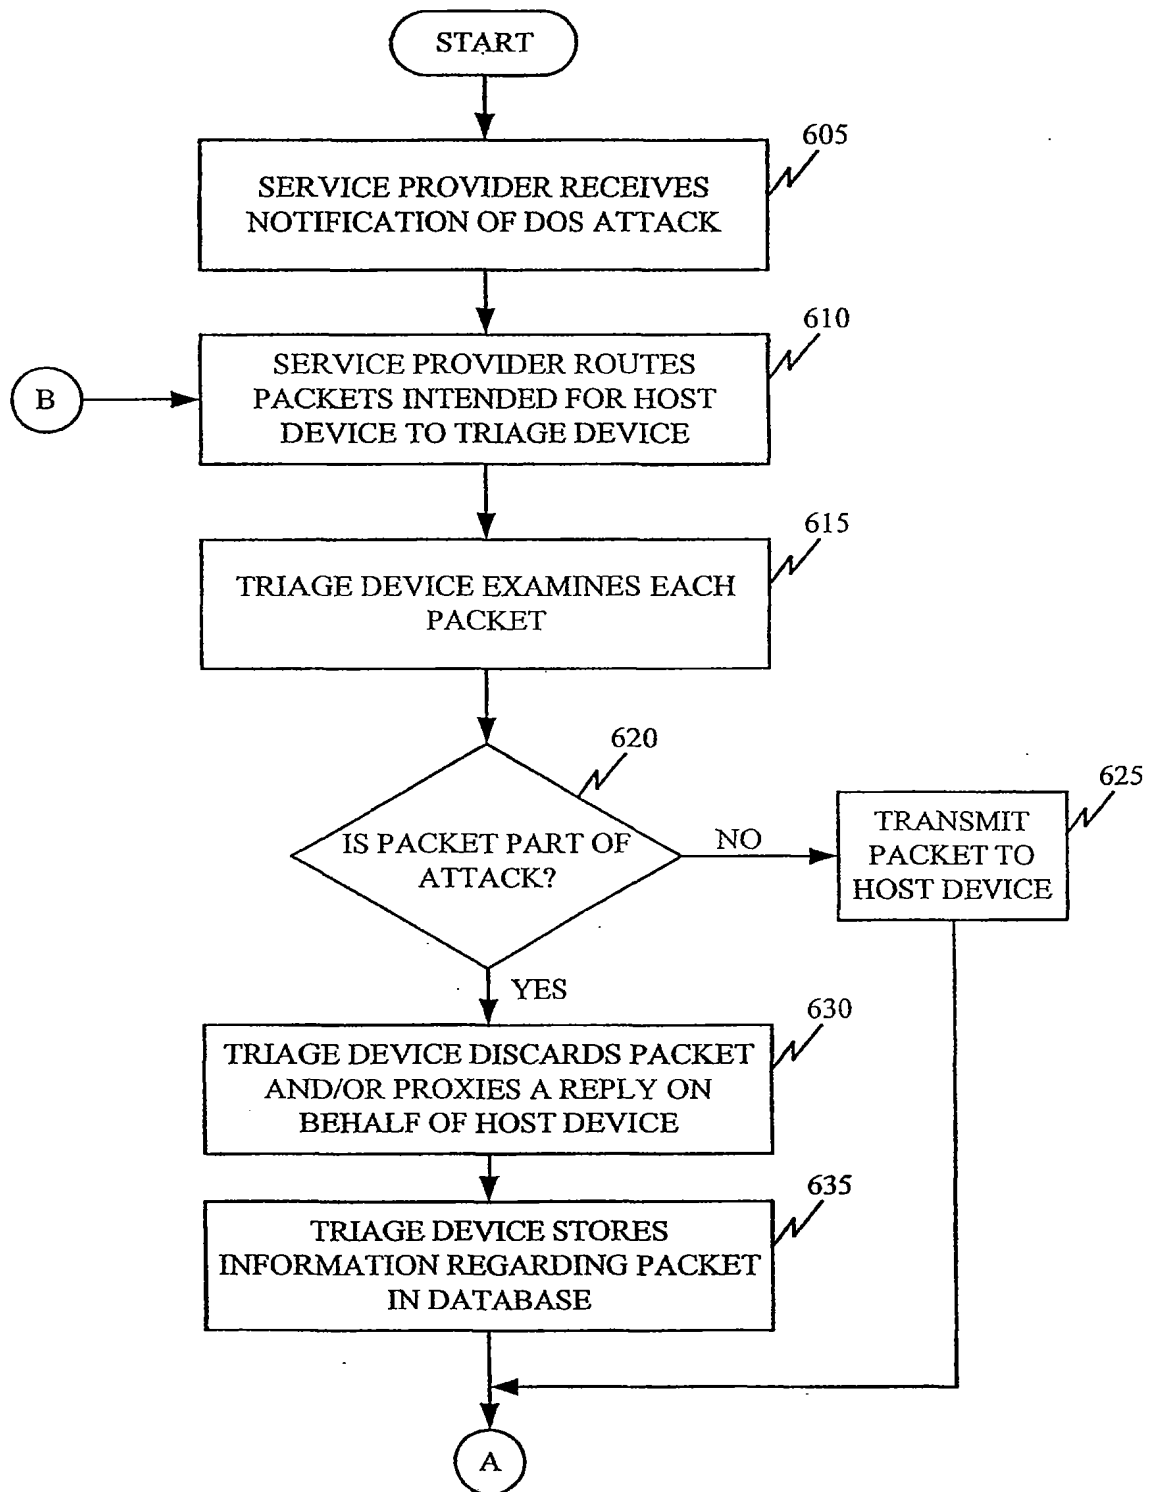 START
605
SERVICE PROVIDER RECEIVES
NOTIFICATION OF DOS ATTACK
610
SERVICE PROVIDER ROUTES
PACKETS INTENDED FOR HOST
DEVICE TO TRIAGE DEVICE
B
615
TRIAGE DEVICE EXAMINES EACH
PACKET
620
IS PACKET PART OF
ATTACK?
NO
625
TRANSMIT
PACKET TO
HOST DEVICE
YES
630
TRIAGE DEVICE DISCARDS PACKET
AND/OR PROXIES A REPLY ON
BEHALF OF HOST DEVICE
635
TRIAGE DEVICE STORES
INFORMATION REGARDING PACKET
IN DATABASE
A